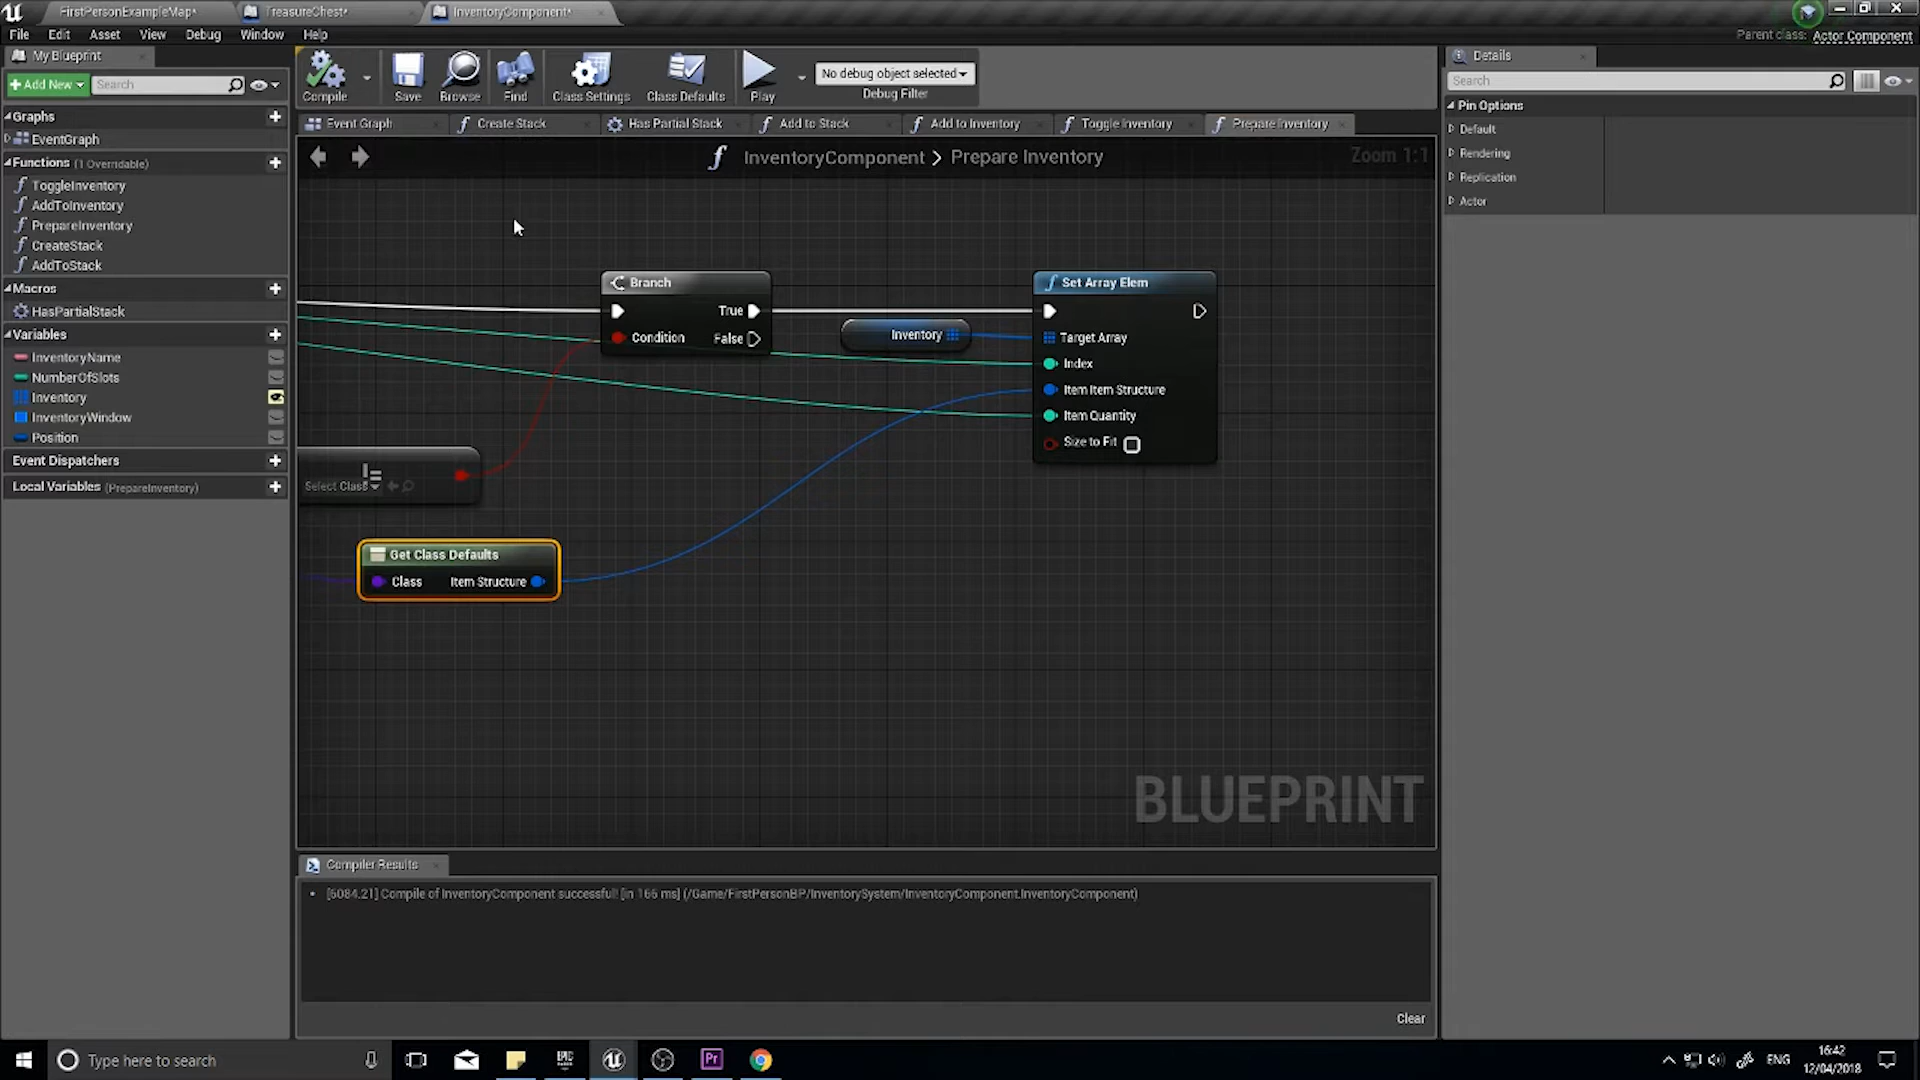 FirstPersonExampleMap*
TreasureChest*
InventoryComponent*
File Edit Asset View Debug Window Help
Parent class: Actor Component
My Blueprint
Add New
Search
Compile
Save
Browse
Find
Class Settings
Class Defaults
Play
No debug object selected
Debug Filter
Details
Search
Pin Options
Default
Rendering
Replication
Actor
Graphs
EventGraph
Functions (1 Overridable)
ToggleInventory
AddToInventory
PrepareInventory
CreateStack
AddToStack
Macros
HasPartialStack
Variables
InventoryName
NumberOfSlots
Inventory
InventoryWindow
Position
Event Dispatchers
Local Variables (PrepareInventory)
Event Graph
Create Stack
Has Partial Stack
Add to Stack
Add to Inventory
Toggle Inventory
Prepare Inventory
InventoryComponent > Prepare Inventory
Zoom 1:1
Branch
True
Condition
False
Inventory
Set Array Elem
Target Array
Index
Item Item Structure
Item Quantity
Size to Fit
!=
Select Class
Get Class Defaults
Class
Item Structure
BLUEPRINT
Compiler Results
[6084.21] Compile of InventoryComponent successful! [in 166 ms] (/Game/FirstPersonBP/InventorySystem/InventoryComponent.InventoryComponent)
Clear
Type here to search
EPIC
Pr
ENG
16:42
12/04/2018